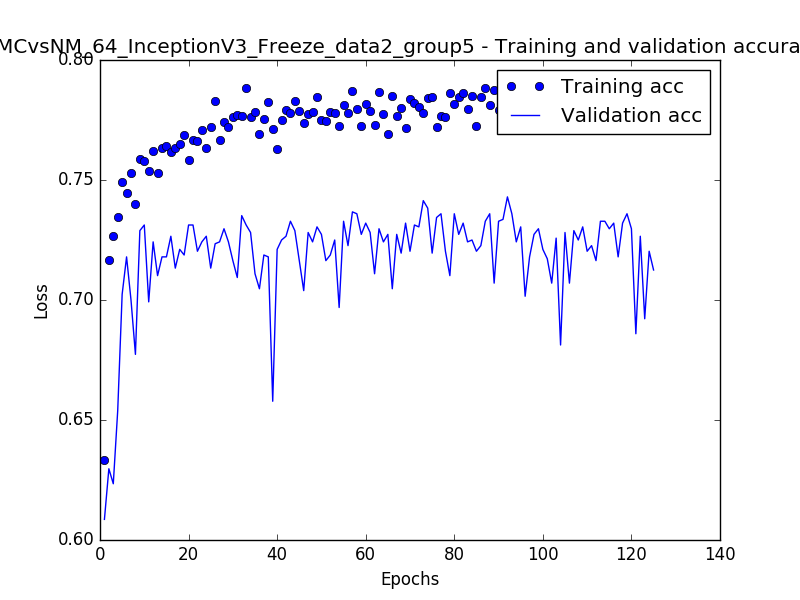 MCvsNM_64_InceptionV3_Freeze_data2_group5 - Training and validation accura
0.80
0.75
0.70
0.65
0.60
Loss
Training acc
Validation acc
0 20 40 60 80 100 120 140
Epochs